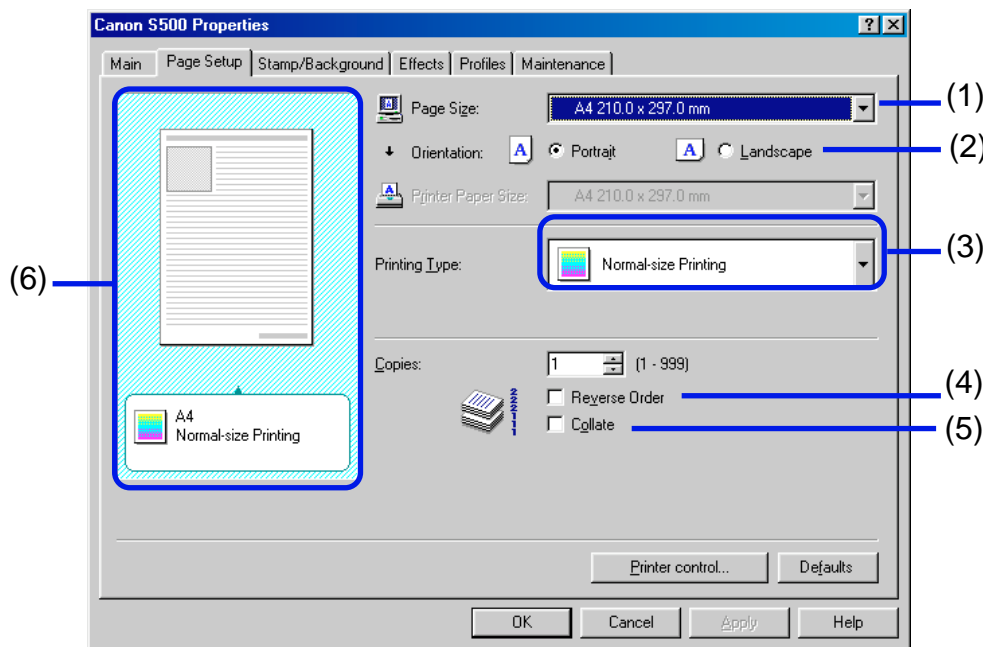 Canon S500 Properties
Main Page Setup Stamp/Background Effects Profiles Maintenance
Page Size: A4 210.0 x 297.0 mm (1)
Orientation: A Portrait A Landscape (2)
Printer Paper Size: A4 210.0 x 297.0 mm
Printing Type: Normal-size Printing (3)
(6)
Copies: 1 (1 - 999)
Reverse Order (4)
Collate (5)
222111
A4
Normal-size Printing
Printer control... Defaults
OK Cancel Apply Help